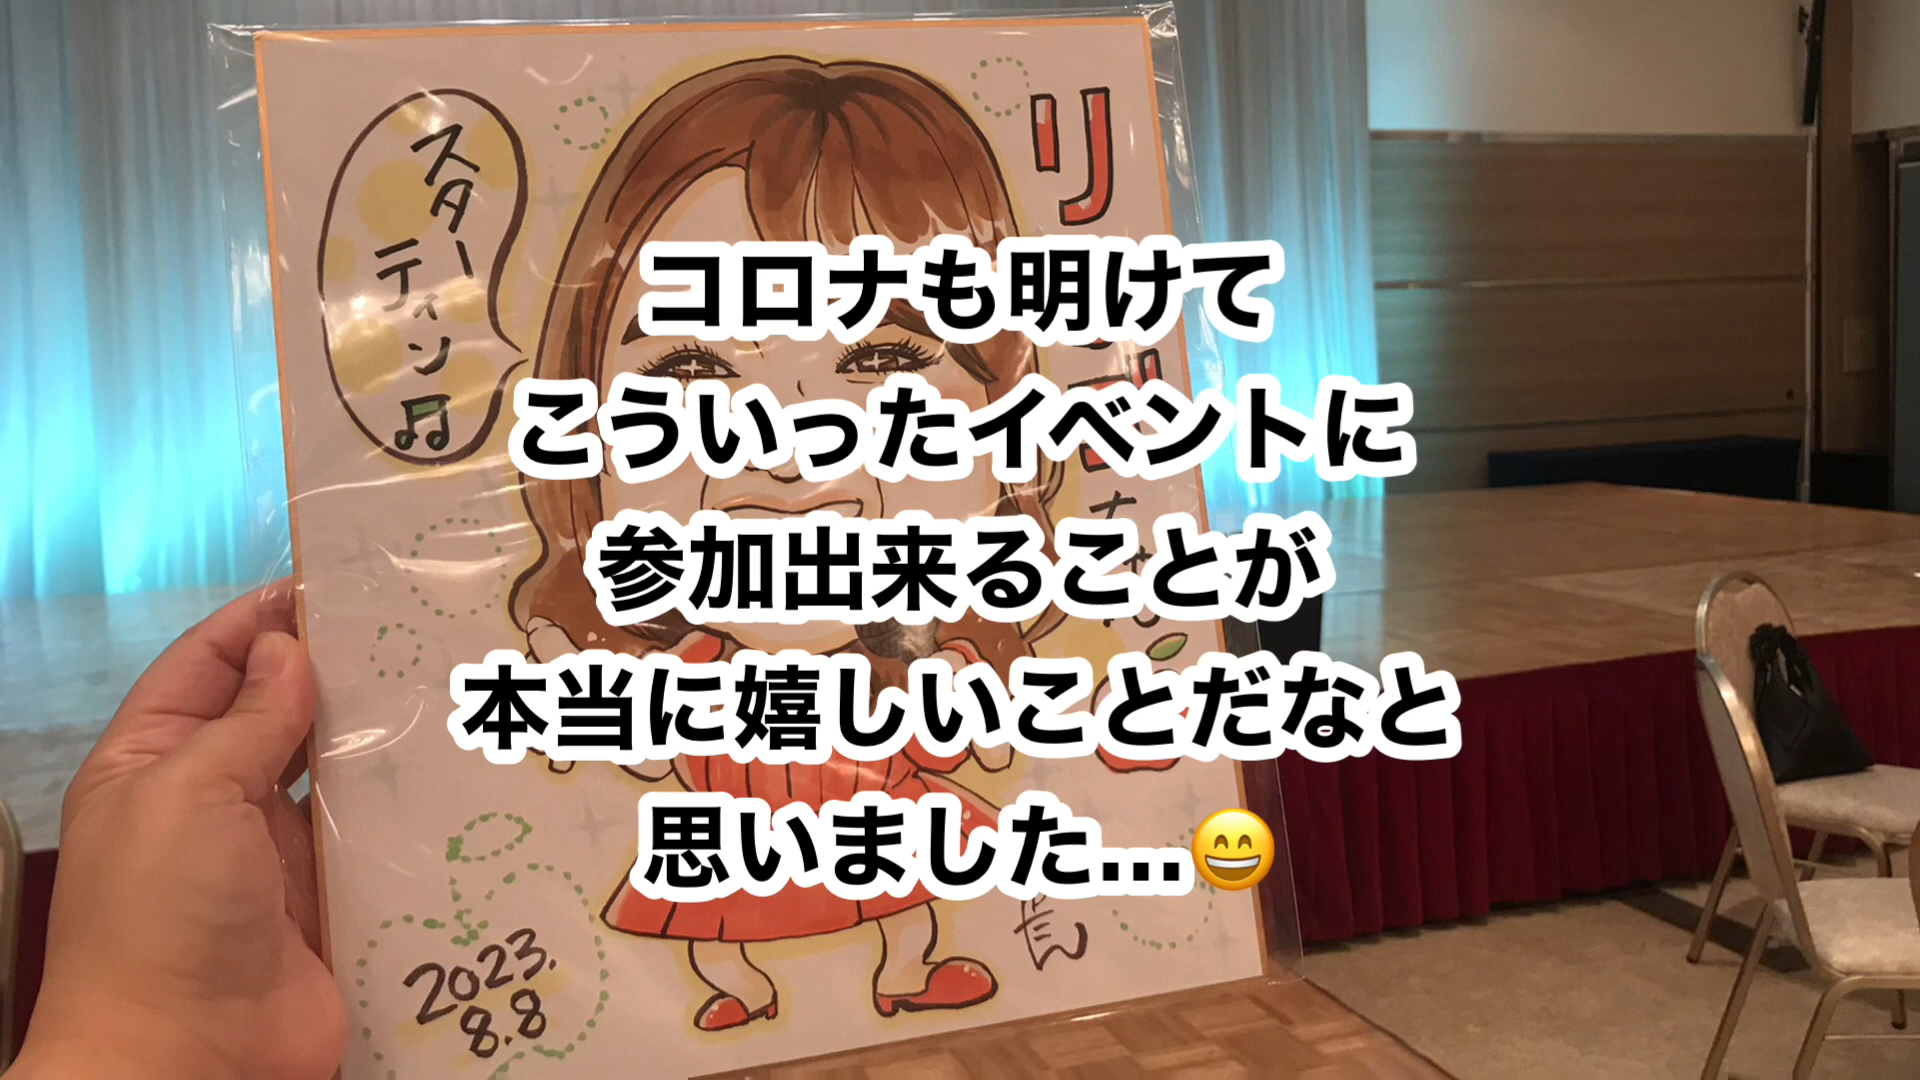 コロナも明けて
こういったイベントに
参加出来ることが
本当に嬉しいことだなと
思いました...😄
スター
ティン
2023.
8.8